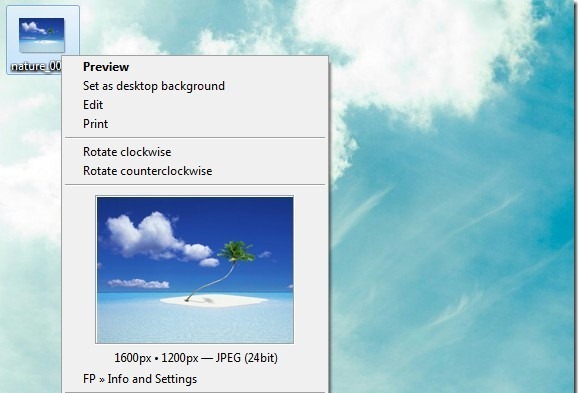 nature_00
Preview
Set as desktop background
Edit
Print
Rotate clockwise
Rotate counterclockwise
1600px • 1200px — JPEG (24bit)
FP » Info and Settings